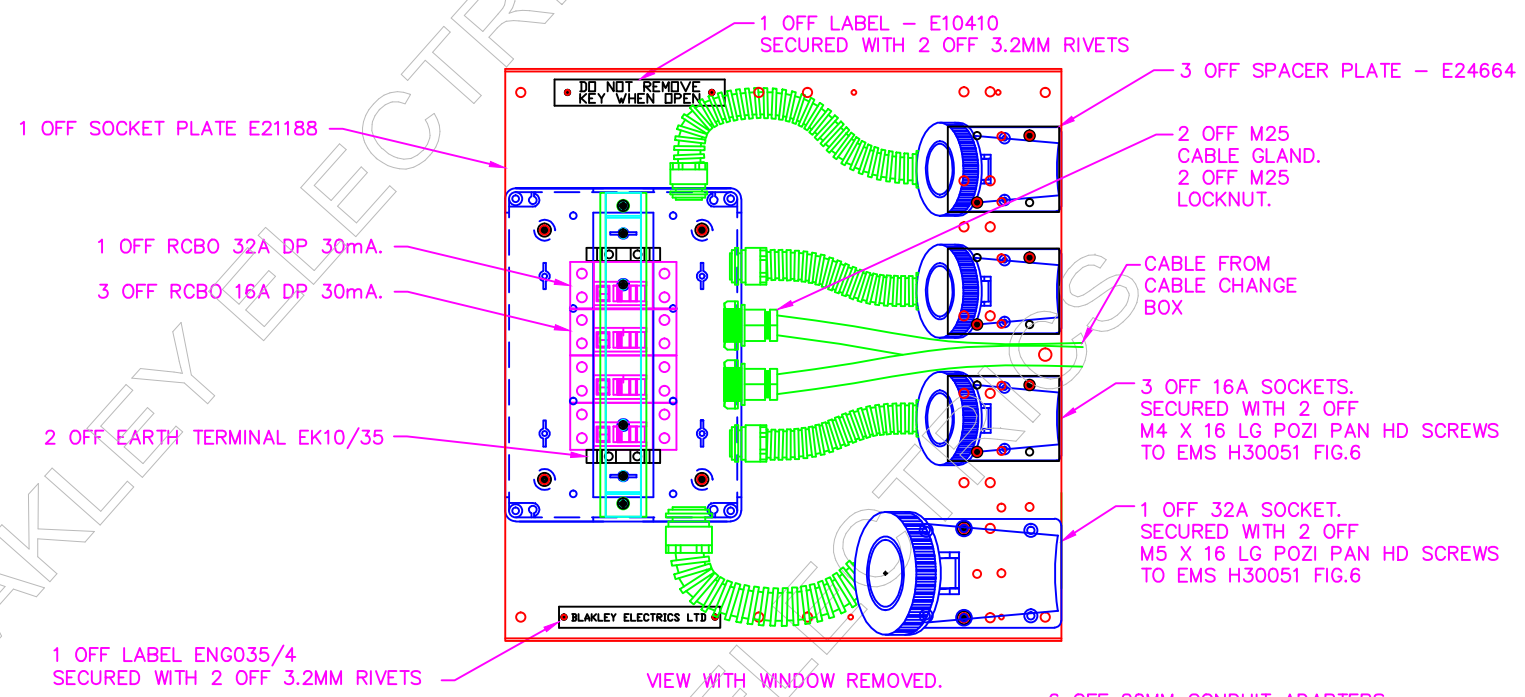 1 OFF LABEL – E10410
SECURED WITH 2 OFF 3.2MM RIVETS
3 OFF SPACER PLATE – E24664
DO NOT REMOVE
KEY WHEN OPEN
1 OFF SOCKET PLATE E21188
2 OFF M25
CABLE GLAND.
2 OFF M25
LOCKNUT.
1 OFF RCBO 32A DP 30mA.
3 OFF RCBO 16A DP 30mA.
CABLE FROM
CABLE CHANGE
BOX
3 OFF 16A SOCKETS.
SECURED WITH 2 OFF
M4 X 16 LG POZI PAN HD SCREWS
TO EMS H30051 FIG.6
2 OFF EARTH TERMINAL EK10/35
1 OFF 32A SOCKET.
SECURED WITH 2 OFF
M5 X 16 LG POZI PAN HD SCREWS
TO EMS H30051 FIG.6
BLAKLEY ELECTRICS LTD
1 OFF LABEL ENG035/4
SECURED WITH 2 OFF 3.2MM RIVETS
VIEW WITH WINDOW REMOVED.
AKLEY ELECTRI
ELECTRICS